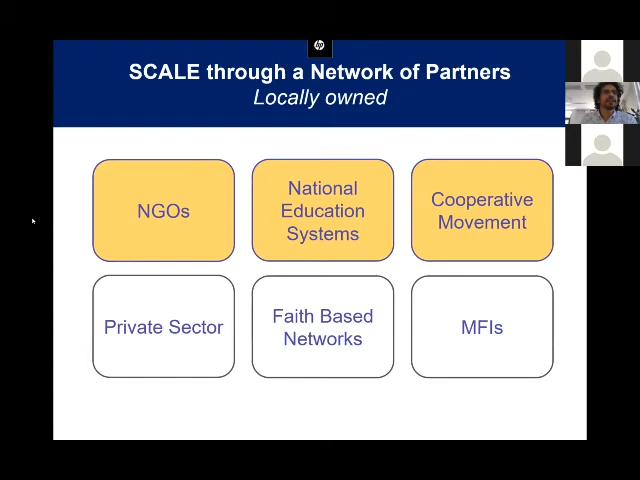 hp
SCALE through a Network of Partners
Locally owned
NGOs
National
Education
Systems
Cooperative
Movement
Private Sector
Faith Based
Networks
MFIs